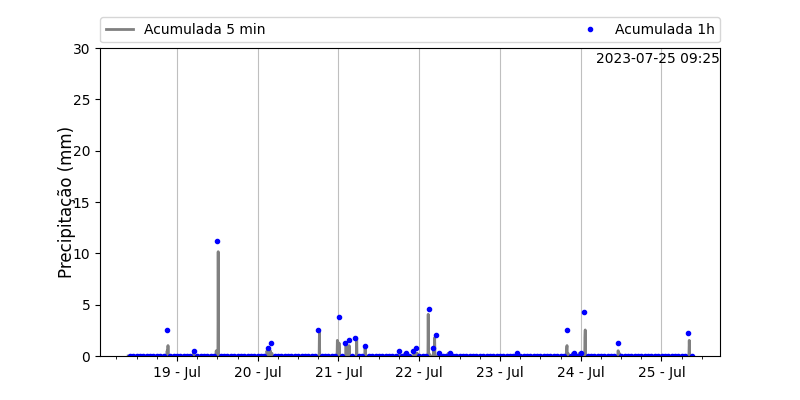 Acumulada 5 min
Acumulada 1h
2023-07-25 09:25
Precipitação (mm)
30
25
20
15
10
5
0
19 - Jul
20 - Jul
21 - Jul
22 - Jul
23 - Jul
24 - Jul
25 - Jul